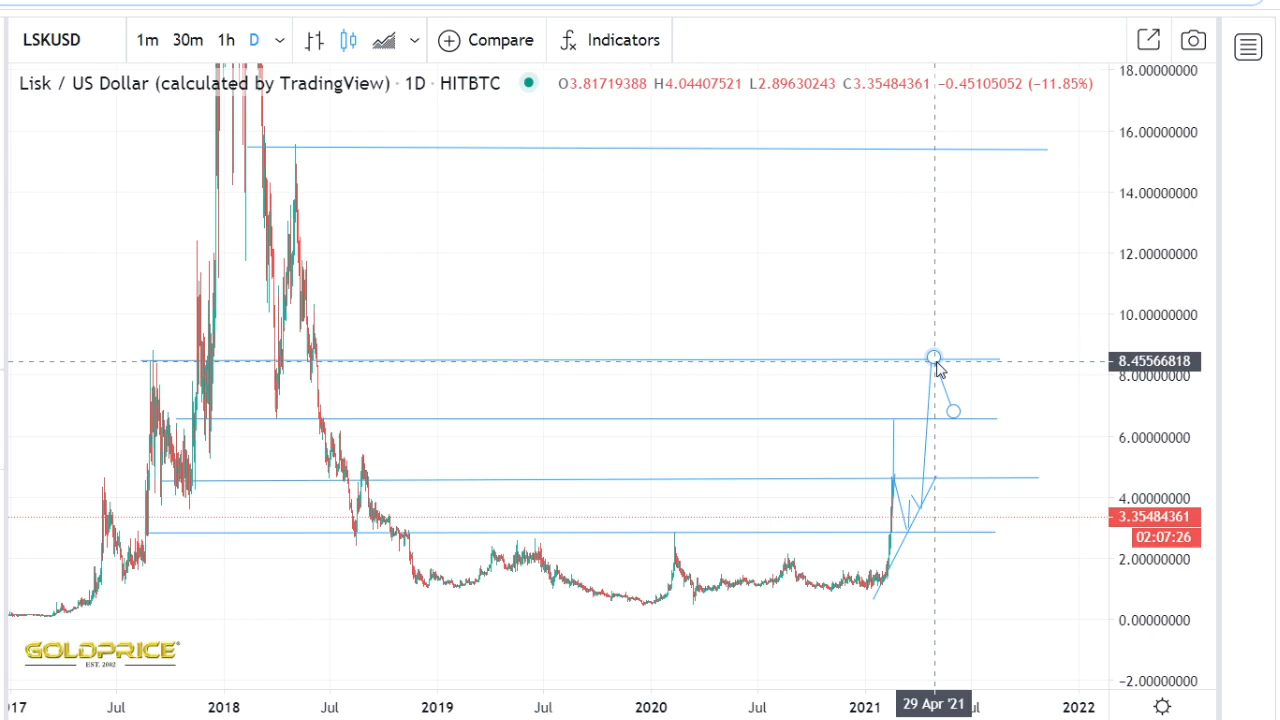 LSKUSD 1m 30m 1h D Compare Indicators
Lisk / US Dollar (calculated by TradingView) · 1D · HITBTC O3.81719388 H4.04407521 L2.89630243 C3.35484361 −0.45105052 (−11.85%)
18.00000000
16.00000000
14.00000000
12.00000000
10.00000000
8.45566818
8.00000000
6.00000000
4.00000000
3.35484361
02:07:26
2.00000000
0.00000000
−2.00000000
GOLDPRICE
EST. 2002
017 Jul 2018 Jul 2019 Jul 2020 Jul 2021 29 Apr '21 Jul 2022